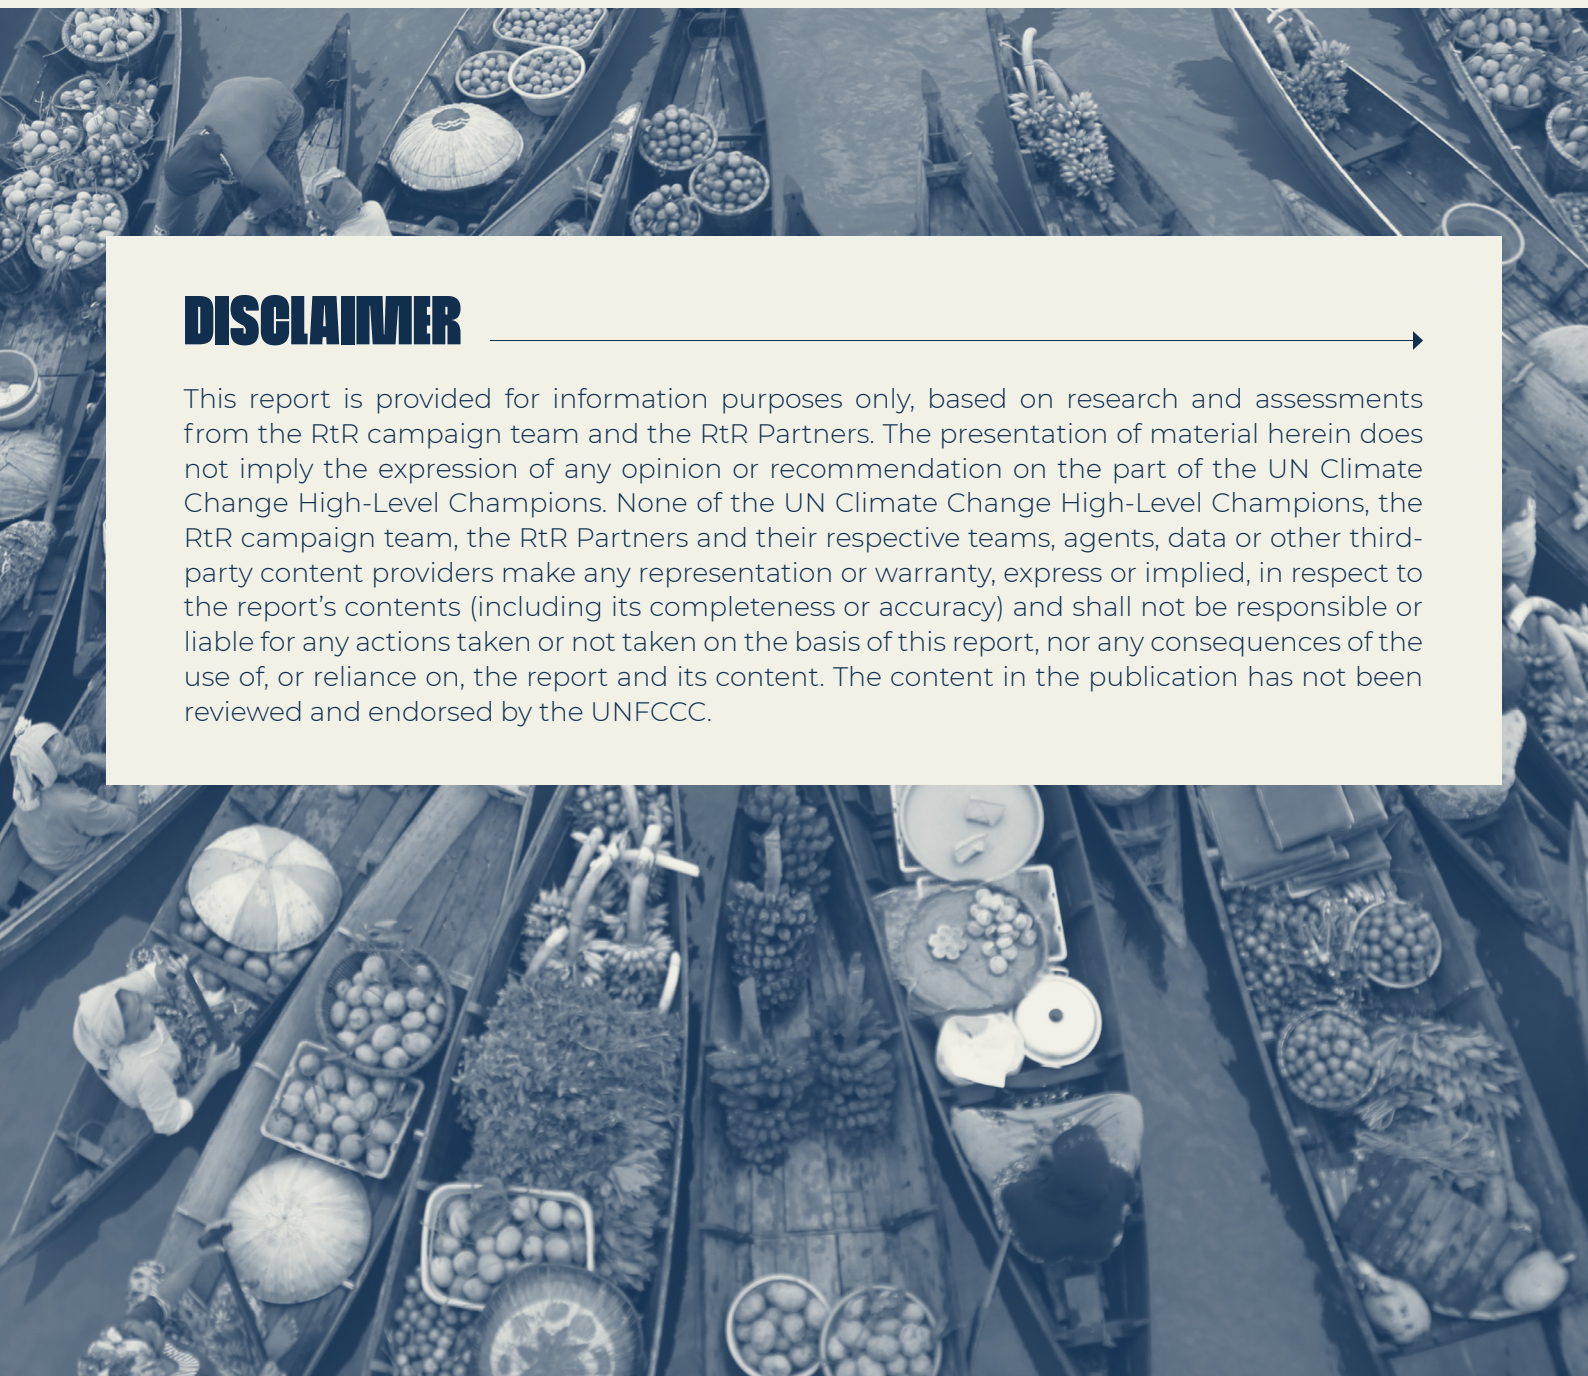 DISCLAIMER
This report is provided for information purposes only, based on research and assessments
from the RtR campaign team and the RtR Partners. The presentation of material herein does
not imply the expression of any opinion or recommendation on the part of the UN Climate
Change High-Level Champions. None of the UN Climate Change High-Level Champions, the
RtR campaign team, the RtR Partners and their respective teams, agents, data or other third-
party content providers make any representation or warranty, express or implied, in respect to
the report’s contents (including its completeness or accuracy) and shall not be responsible or
liable for any actions taken or not taken on the basis of this report, nor any consequences of the
use of, or reliance on, the report and its content. The content in the publication has not been
reviewed and endorsed by the UNFCCC.